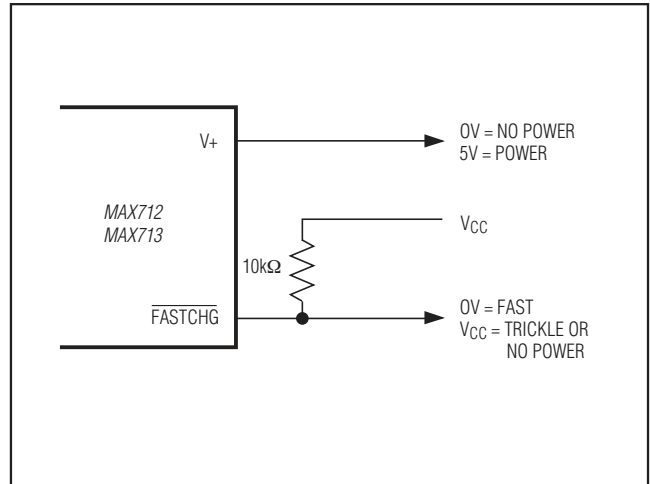 V+
0V = NO POWER
5V = POWER
MAX712
MAX713
VCC
10kΩ
FASTCHG
0V = FAST
VCC = TRICKLE OR
NO POWER